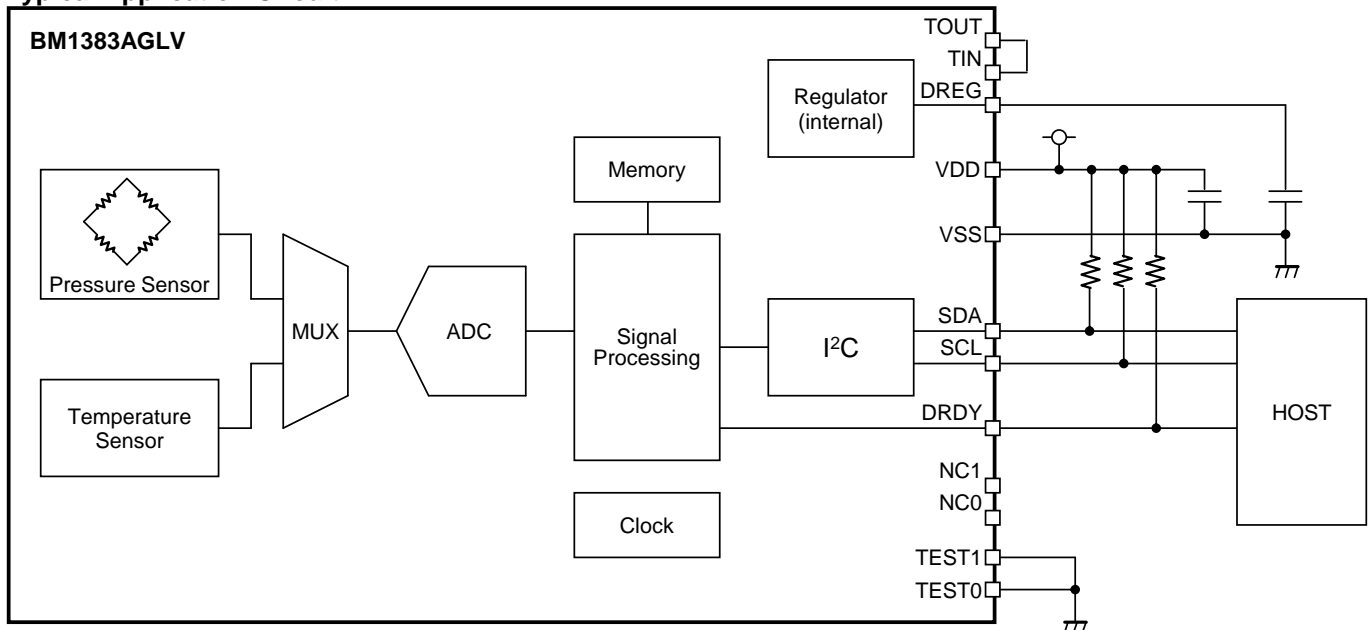 BM1383AGLV
TOUT
TIN
DREG
Regulator
(internal)
Memory
VDD
VSS
Pressure Sensor
MUX
ADC
Signal
Processing
I²C
SDA
SCL
Temperature
Sensor
DRDY
HOST
NC1
NC0
Clock
TEST1
TEST0